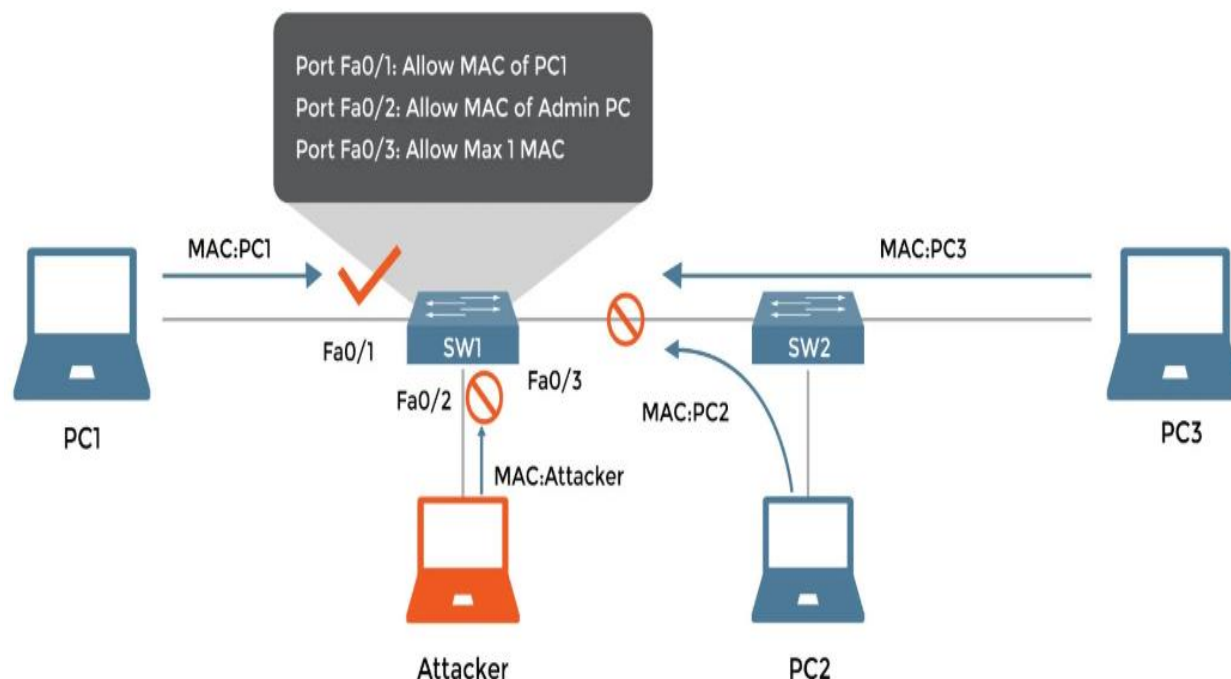 Port Fa0/1: Allow MAC of PC1
Port Fa0/2: Allow MAC of Admin PC
Port Fa0/3: Allow Max 1 MAC
MAC:PC1
MAC:PC3
Fa0/1
SW1
SW2
Fa0/2
Fa0/3
MAC:PC2
PC1
PC3
MAC:Attacker
Attacker
PC2